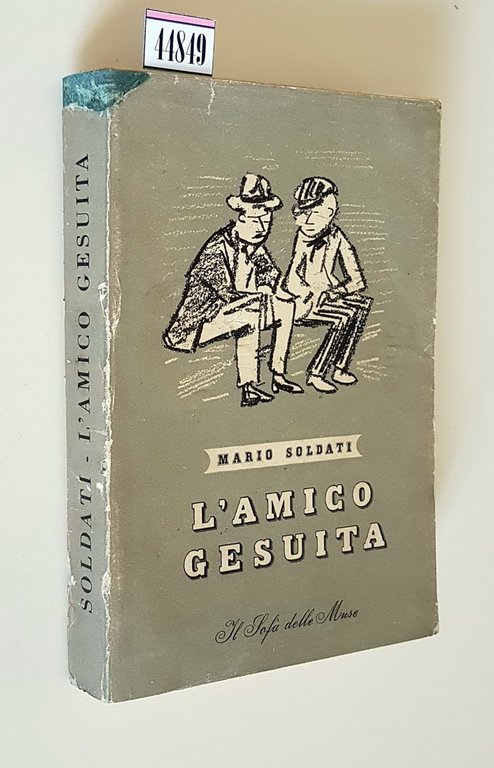 44849
SOLDATI - L'AMICO GESUITA
MARIO SOLDATI
L'AMICO
GESUITA
Il Sofà delle Muse